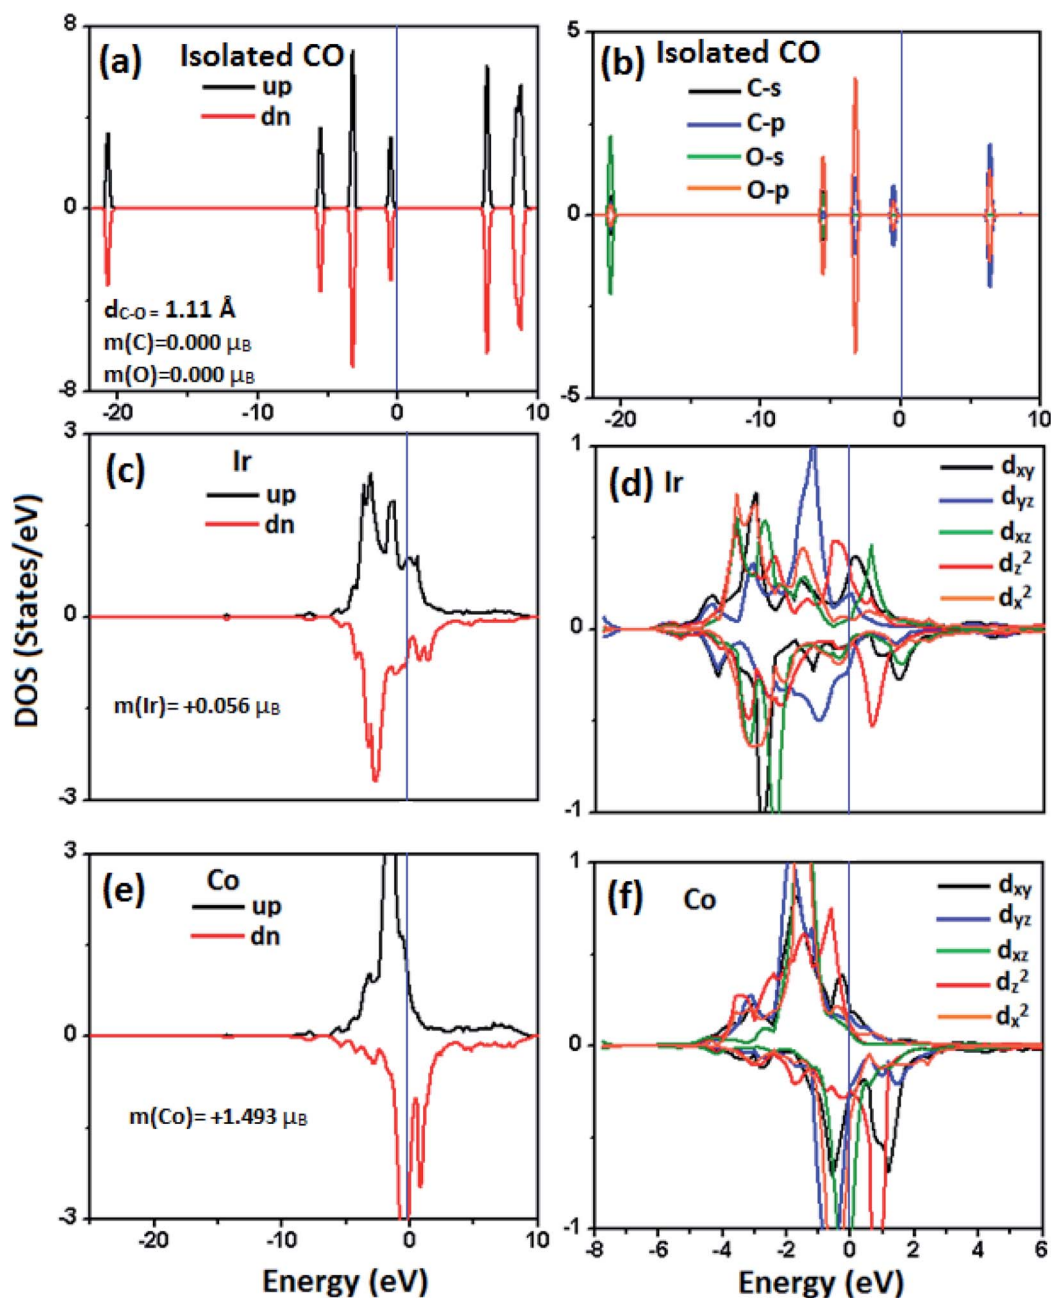 8
(a) Isolated CO
up
dn
0
dC-O = 1.11 Å
m(C)=0.000 μB
m(O)=0.000 μB
-8
-20 -10 0 10
5
(b) Isolated CO
C-s
C-p
O-s
O-p
0
-5
-20 -10 0 10
DOS (States/eV)
3
(c) Ir
up
dn
0
m(Ir)= +0.056 μB
-3
1
(d) Ir
dxy
dyz
dxz
dz²
dx²
0
-1
3
(e) Co
up
dn
0
m(Co)= +1.493 μB
-3
-20 -10 0 10
Energy (eV)
1
(f) Co
dxy
dyz
dxz
dz²
dx²
0
-1
-8 -6 -4 -2 0 2 4 6
Energy (eV)